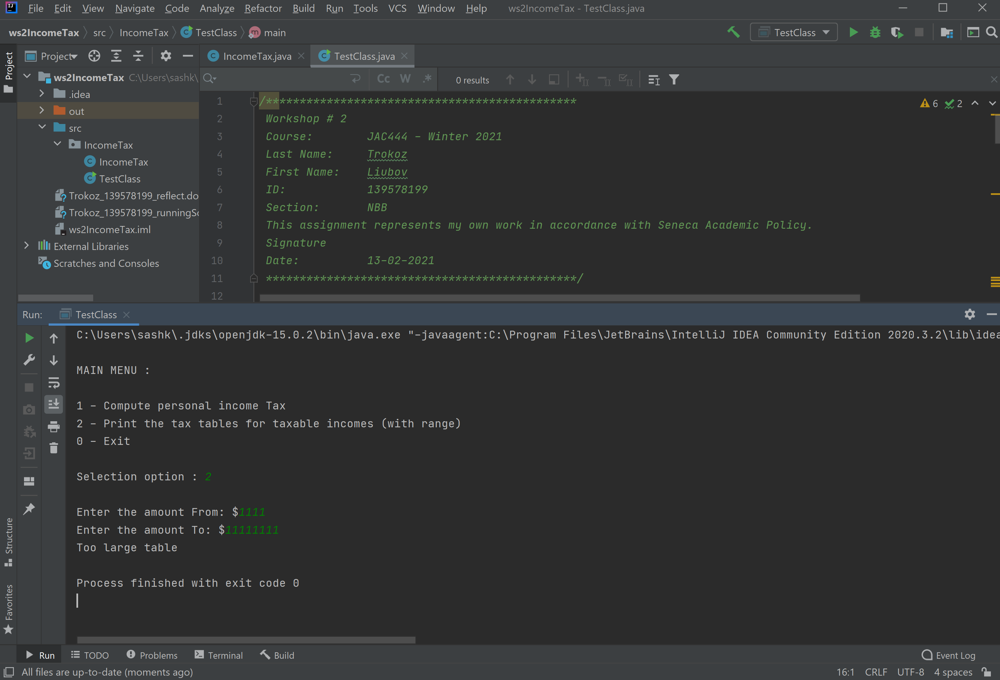 File Edit View Navigate Code Analyze Refactor Build Run Tools VCS Window Help ws2IncomeTax - TestClass.java
ws2IncomeTax src IncomeTax TestClass main
TestClass
Project
Project
IncomeTax.java
TestClass.java
ws2IncomeTax C:\Users\sashk\
.idea
out
src
IncomeTax
IncomeTax
TestClass
Trokoz_139578199_reflect.do
Trokoz_139578199_runningSc
ws2IncomeTax.iml
External Libraries
Scratches and Consoles
Cc W .* 0 results
6 2
1 /**********************************************
2 Workshop # 2
3 Course: JAC444 - Winter 2021
4 Last Name: Trokoz
5 First Name: Liubov
6 ID: 139578199
7 Section: NBB
8 This assignment represents my own work in accordance with Seneca Academic Policy.
9 Signature
10 Date: 13-02-2021
11 **********************************************/
12
Run: TestClass
C:\Users\sashk\.jdks\openjdk-15.0.2\bin\java.exe "-javaagent:C:\Program Files\JetBrains\IntelliJ IDEA Community Edition 2020.3.2\lib\idea
MAIN MENU :
1 - Compute personal income Tax
2 - Print the tax tables for taxable incomes (with range)
0 - Exit
Selection option : 2
Enter the amount From: $1111
Enter the amount To: $11111111
Too large table
Process finished with exit code 0
Structure
Favorites
Run TODO Problems Terminal Build Event Log
All files are up-to-date (moments ago) 16:1 CRLF UTF-8 4 spaces